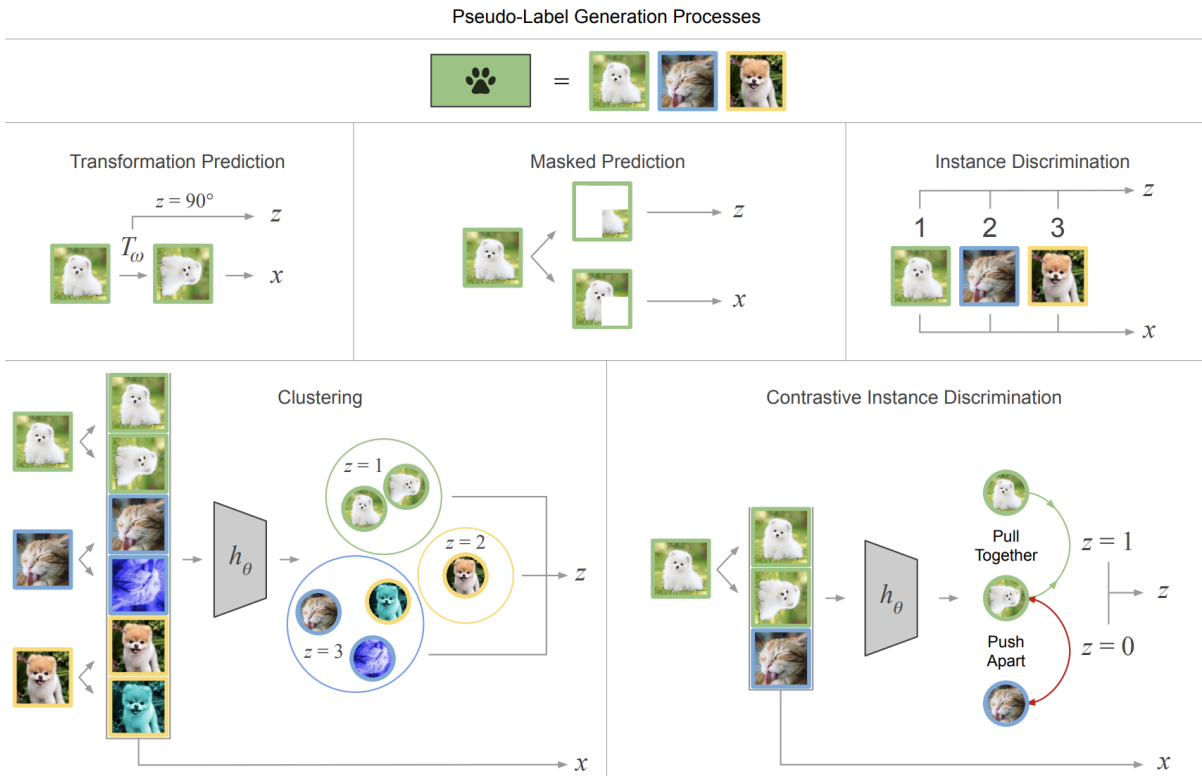 Pseudo-Label Generation Processes
=
Transformation Prediction
z = 90°
z
T_ω
x
Masked Prediction
z
x
Instance Discrimination
z
1 2 3
x
Clustering
z = 1
h_θ
z = 2
z
z = 3
x
Contrastive Instance Discrimination
Pull
Together
z = 1
h_θ
z
Push
Apart
z = 0
x